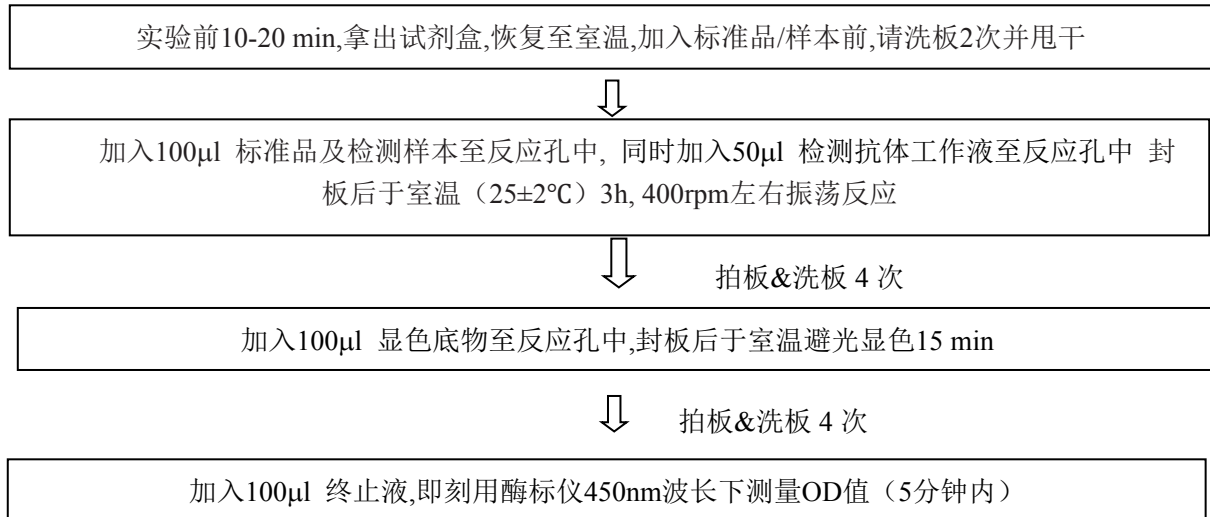 实验前10-20 min,拿出试剂盒,恢复至室温,加入标准品/样本前,请洗板2次并甩干
加入100μl 标准品及检测样本至反应孔中, 同时加入50μl 检测抗体工作液至反应孔中 封
板后于室温（25±2℃）3h, 400rpm左右振荡反应
拍板&洗板 4 次
加入100μl 显色底物至反应孔中,封板后于室温避光显色15 min
拍板&洗板 4 次
加入100μl 终止液,即刻用酶标仪450nm波长下测量OD值（5分钟内）